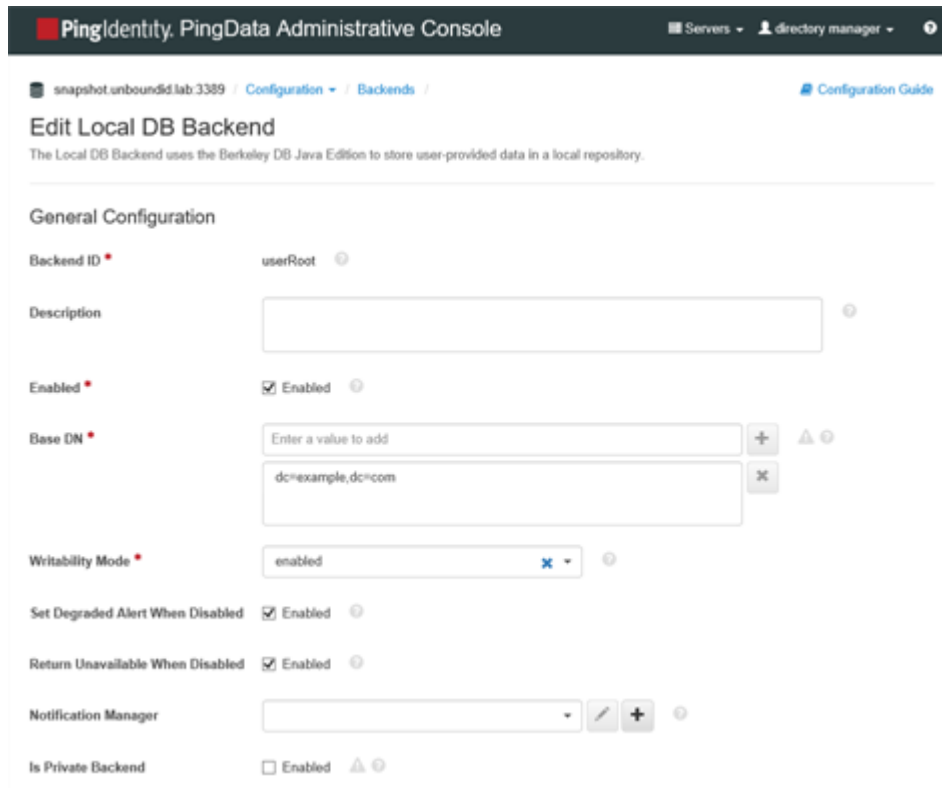 PingIdentity. PingData Administrative Console Servers directory manager
snapshot.unboundid.lab:3389 / Configuration / Backends / Configuration Guide
Edit Local DB Backend
The Local DB Backend uses the Berkeley DB Java Edition to store user-provided data in a local repository.
General Configuration
Backend ID * userRoot
Description
Enabled * Enabled
Base DN * Enter a value to add
dc=example,dc=com
Writability Mode * enabled
Set Degraded Alert When Disabled Enabled
Return Unavailable When Disabled Enabled
Notification Manager
Is Private Backend Enabled